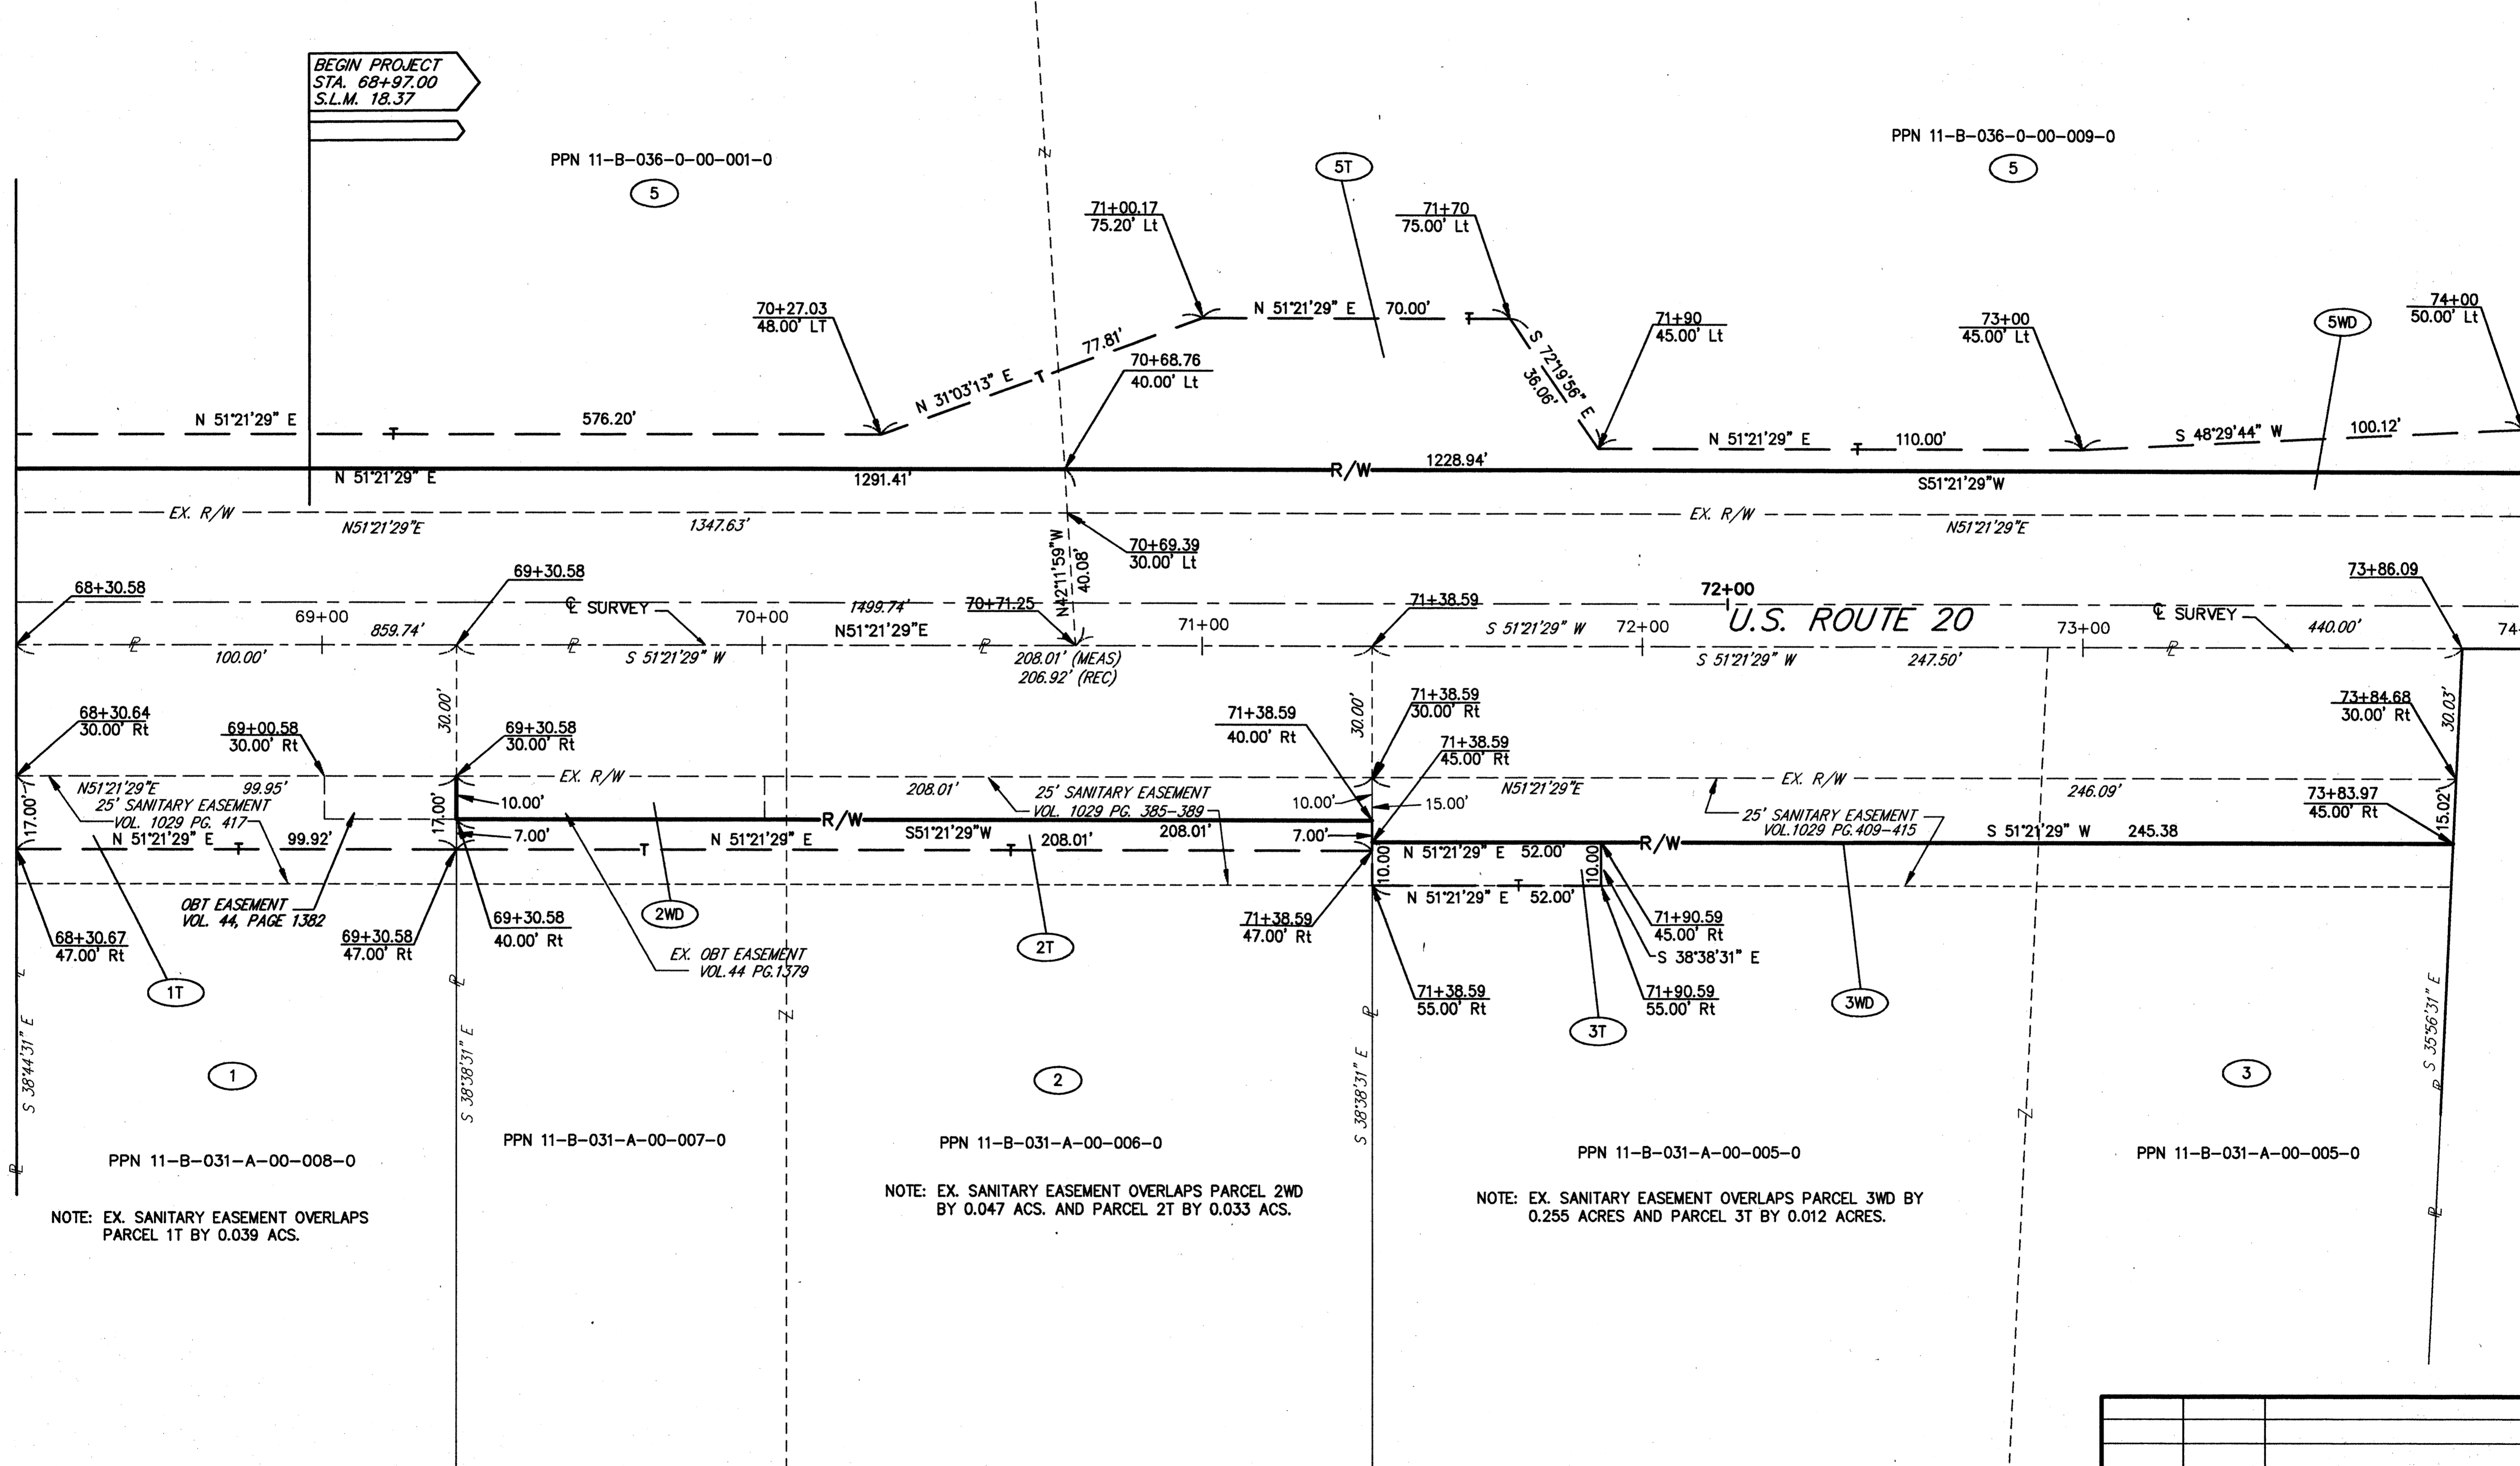 BEGIN PROJECT
STA. 68+97.00
S.L.M. 18.37
PPN 11-B-036-0-00-001-0
5
5T
PPN 11-B-036-0-00-009-0
5
71+00.17
75.20' Lt
71+70
75.00' Lt
70+27.03
48.00' LT
N 51°21'29" E
70.00'
T
71+90
45.00' Lt
73+00
45.00' Lt
5WD
74+00
50.00' Lt
N 31°03'13" E
T
77.81'
70+68.76
40.00' Lt
S 72°19'56" E
36.06'
N 51°21'29" E
T
576.20'
N 51°21'29" E
T
110.00'
S 48°29'44" W
100.12'
N 51°21'29" E
1291.41'
R/W
1228.94'
S51°21'29"W
EX. R/W
N51°21'29"E
1347.63'
EX. R/W
N51°21'29"E
70+69.39
30.00' Lt
N42°11'59"W
40.08'
68+30.58
69+30.58
69+00
859.74'
℄ SURVEY
70+00
1499.74'
N51°21'29"E
70+71.25
71+00
71+38.59
S 51°21'29" W
72+00
72+00
U.S. ROUTE 20
73+00
℄ SURVEY
73+86.09
440.00'
74
100.00'
S 51°21'29" W
208.01' (MEAS)
206.92' (REC)
S 51°21'29" W
247.50'
30.00'
30.00'
30.03'
68+30.64
30.00' Rt
69+00.58
30.00' Rt
69+30.58
30.00' Rt
71+38.59
40.00' Rt
71+38.59
30.00' Rt
71+38.59
45.00' Rt
73+84.68
30.00' Rt
N51°21'29"E
99.95'
EX. R/W
208.01'
N51°21'29"E
EX. R/W
246.09'
25' SANITARY EASEMENT
VOL. 1029 PG. 417
10.00'
25' SANITARY EASEMENT
VOL. 1029 PG. 385-389
10.00'
15.00'
25' SANITARY EASEMENT
VOL.1029 PG.409-415
73+83.97
45.00' Rt
15.02'
17.00'
17.00'
N 51°21'29" E
T
99.92'
7.00'
R/W
S51°21'29"W
208.01'
T
N 51°21'29" E
T
208.01'
7.00'
R/W
S 51°21'29" W
245.38
N 51°21'29" E
52.00'
10.00
10.00
N 51°21'29" E
T
52.00'
OBT EASEMENT
VOL. 44, PAGE 1382
68+30.67
47.00' Rt
69+30.58
47.00' Rt
69+30.58
40.00' Rt
2WD
EX. OBT EASEMENT
VOL.44 PG.1379
2T
71+38.59
47.00' Rt
71+90.59
45.00' Rt
S 38°38'31" E
71+38.59
55.00' Rt
71+90.59
55.00' Rt
3WD
1T
3T
S 38°44'31" E
S 38°38'31" E
S 38°38'31" E
S 35°56'31" E
1
2
3
PPN 11-B-031-A-00-008-0
PPN 11-B-031-A-00-007-0
PPN 11-B-031-A-00-006-0
PPN 11-B-031-A-00-005-0
PPN 11-B-031-A-00-005-0
NOTE: EX. SANITARY EASEMENT OVERLAPS
PARCEL 1T BY 0.039 ACS.
NOTE: EX. SANITARY EASEMENT OVERLAPS PARCEL 2WD
BY 0.047 ACS. AND PARCEL 2T BY 0.033 ACS.
NOTE: EX. SANITARY EASEMENT OVERLAPS PARCEL 3WD BY
0.255 ACRES AND PARCEL 3T BY 0.012 ACRES.